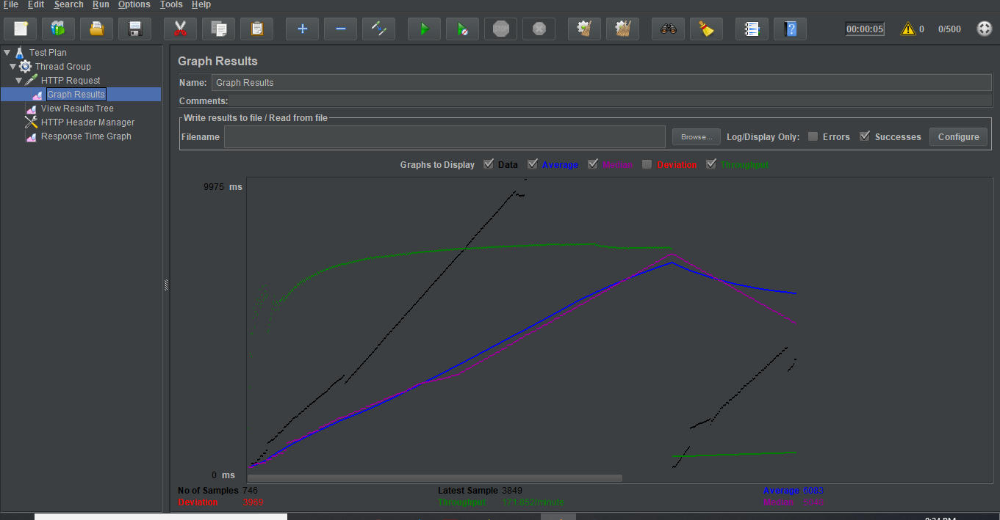 File Edit Search Run Options Tools Help
STOP
00:00:05 0 0/500
Test Plan
Thread Group
HTTP Request
Graph Results
View Results Tree
HTTP Header Manager
Response Time Graph
Graph Results
Name: Graph Results
Comments:
Write results to file / Read from file
Filename Browse... Log/Display Only: Errors Successes Configure
Graphs to Display Data Average Median Deviation Throughput
9975 ms
0 ms
No of Samples 746 Latest Sample 3849 Average 6083
Deviation 3969 Throughput 171.852/minute Median